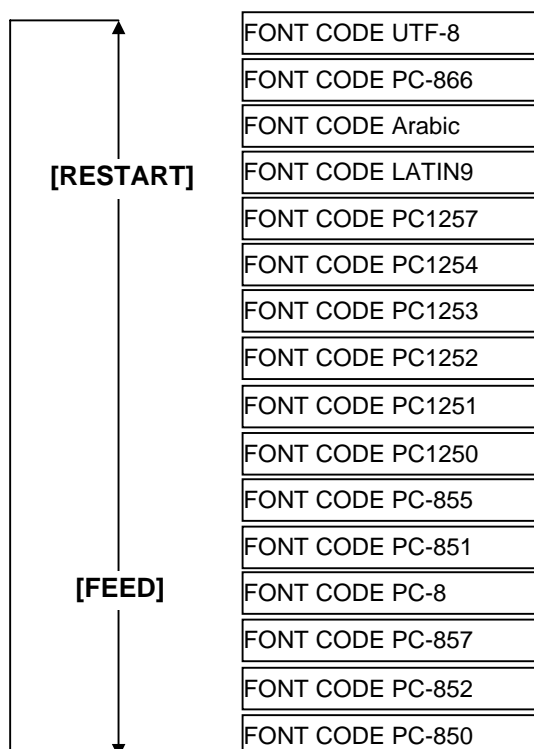 FONT CODE UTF-8
FONT CODE PC-866
FONT CODE Arabic
[RESTART]
FONT CODE LATIN9
FONT CODE PC1257
FONT CODE PC1254
FONT CODE PC1253
FONT CODE PC1252
FONT CODE PC1251
FONT CODE PC1250
FONT CODE PC-855
FONT CODE PC-851
[FEED]
FONT CODE PC-8
FONT CODE PC-857
FONT CODE PC-852
FONT CODE PC-850